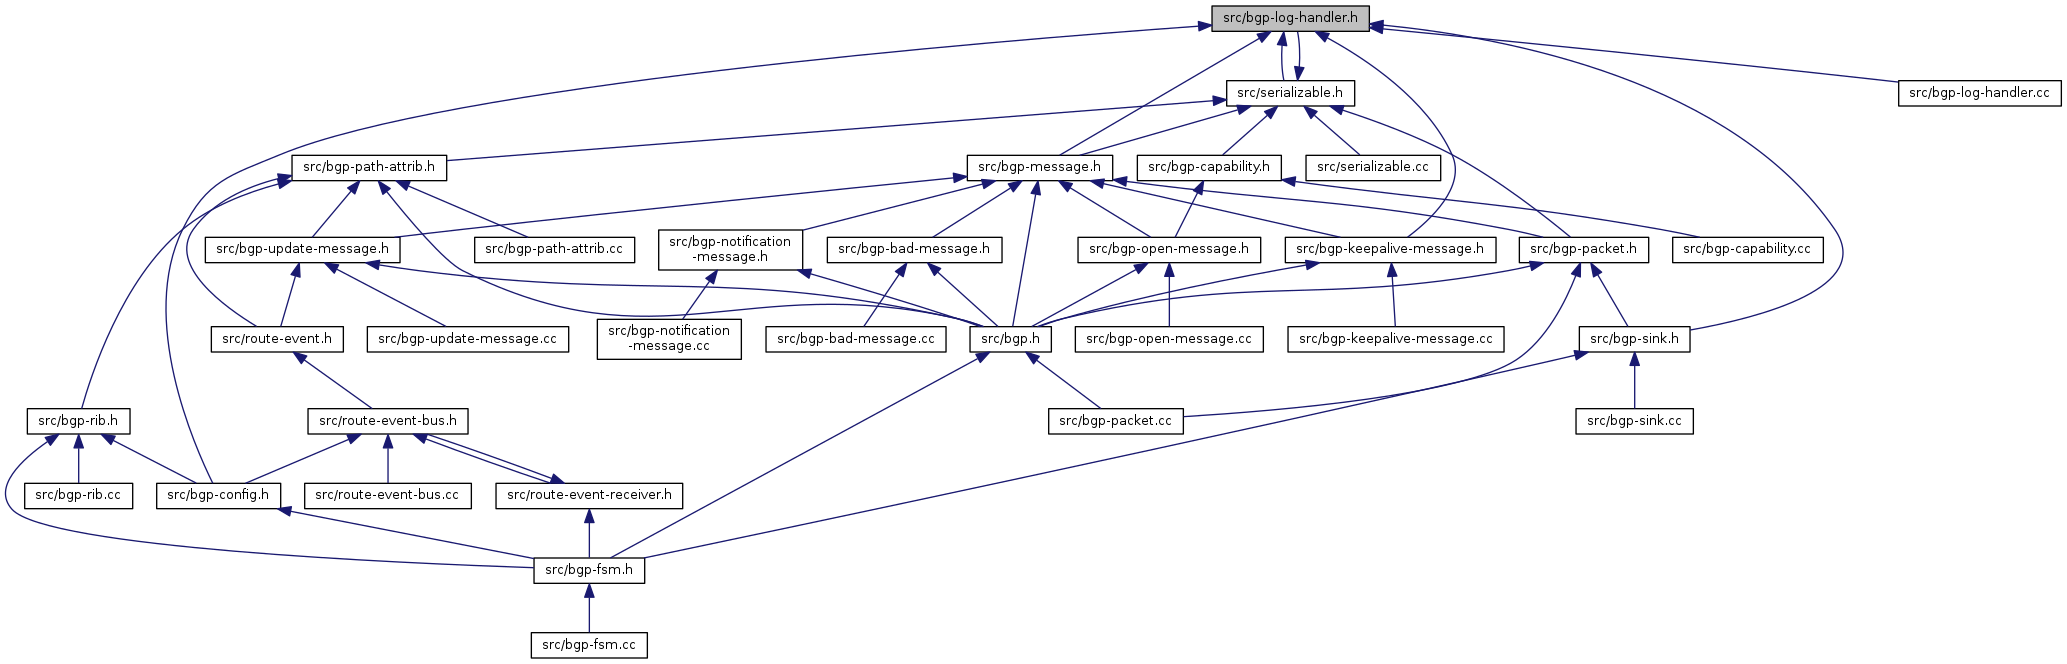 src/bgp-log-handler.h
src/serializable.h
src/bgp-log-handler.cc
src/bgp-path-attrib.h
src/bgp-message.h
src/bgp-capability.h
src/serializable.cc
src/bgp-update-message.h
src/bgp-path-attrib.cc
src/bgp-notification
-message.h
src/bgp-bad-message.h
src/bgp-open-message.h
src/bgp-keepalive-message.h
src/bgp-packet.h
src/bgp-capability.cc
src/route-event.h
src/bgp-update-message.cc
src/bgp-notification
-message.cc
src/bgp-bad-message.cc
src/bgp.h
src/bgp-open-message.cc
src/bgp-keepalive-message.cc
src/bgp-sink.h
src/bgp-rib.h
src/route-event-bus.h
src/bgp-packet.cc
src/bgp-sink.cc
src/bgp-rib.cc
src/bgp-config.h
src/route-event-bus.cc
src/route-event-receiver.h
src/bgp-fsm.h
src/bgp-fsm.cc